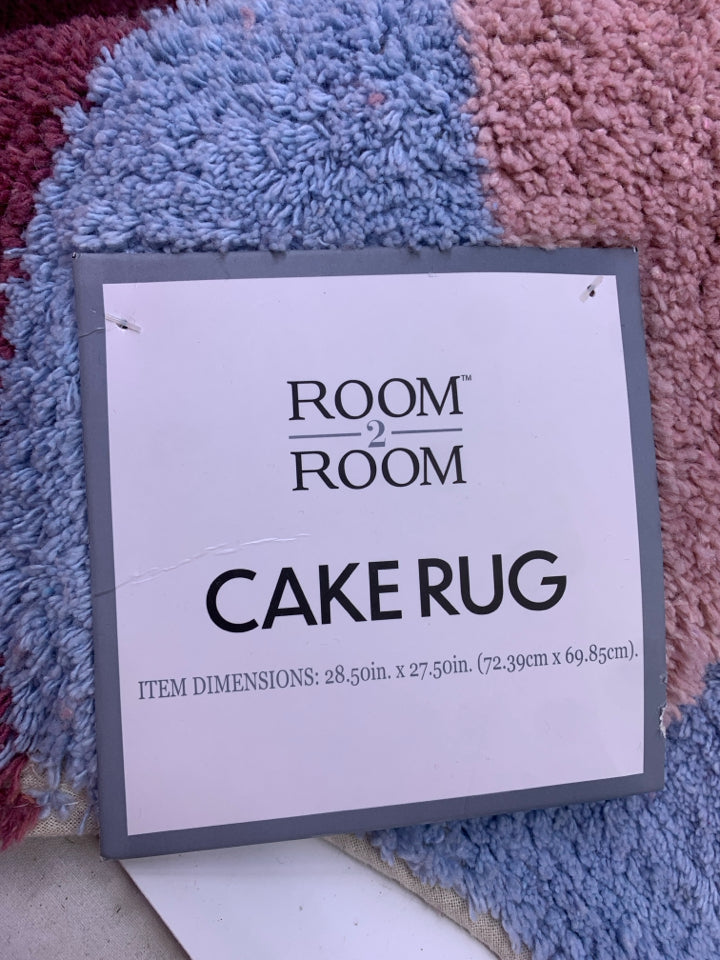 ROOM™
2
ROOM
CAKE RUG
ITEM DIMENSIONS: 28.50in. x 27.50in. (72.39cm x 69.85cm).